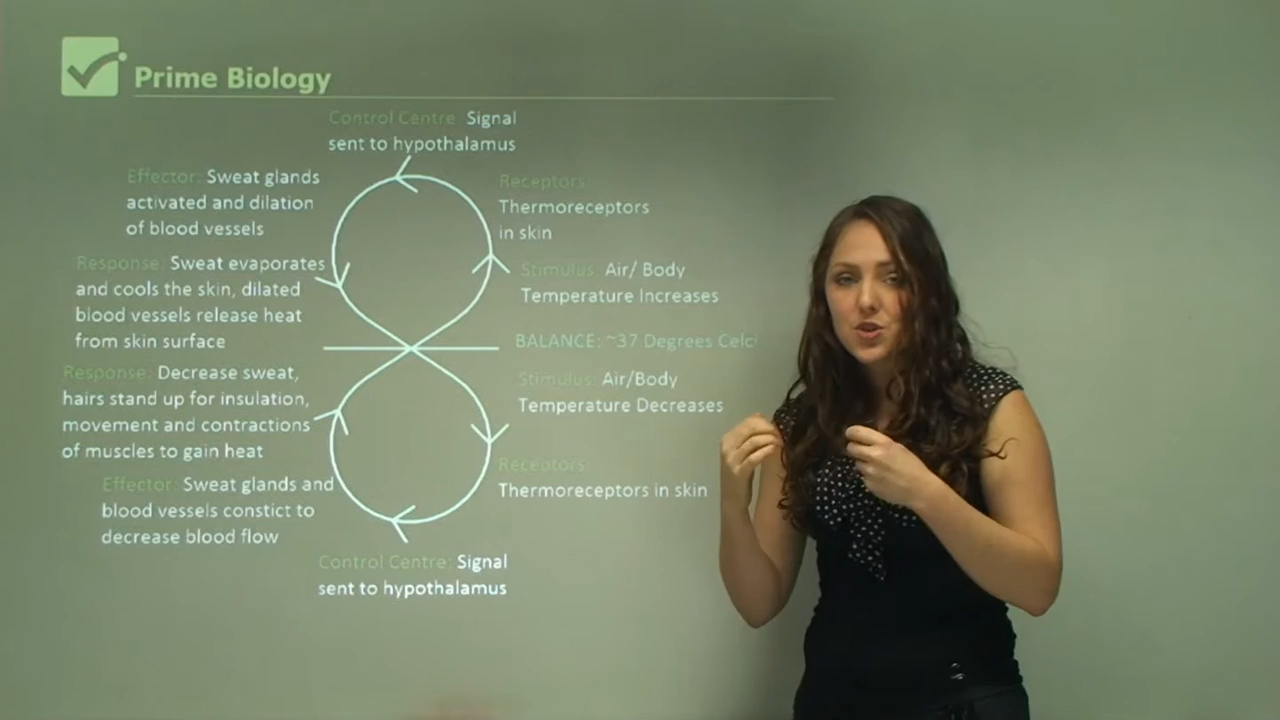 Prime Biology
Control Centre: Signal
sent to hypothalamus
Effector: Sweat glands
activated and dilation
of blood vessels
Receptors:
Thermoreceptors
in skin
Response: Sweat evaporates
and cools the skin, dilated
blood vessels release heat
from skin surface
Stimulus: Air/ Body
Temperature Increases
BALANCE: ~37 Degrees Celci
Response: Decrease sweat,
hairs stand up for insulation,
movement and contractions
of muscles to gain heat
Stimulus: Air/Body
Temperature Decreases
Effector: Sweat glands and
blood vessels constict to
decrease blood flow
Receptors:
Thermoreceptors in skin
Control Centre: Signal
sent to hypothalamus